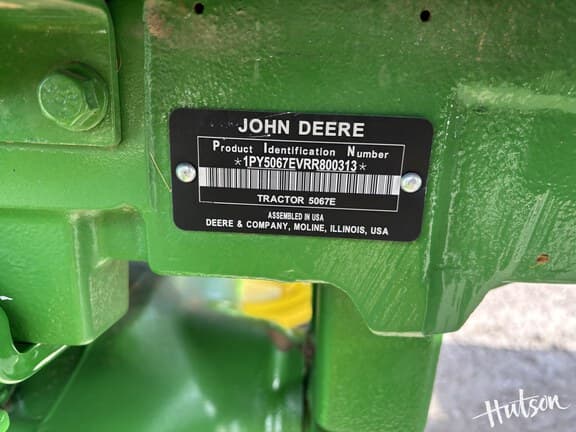 JOHN DEERE
Product Identification Number
*1PY5067EVRR800313*
TRACTOR 5067E
ASSEMBLED IN USA
DEERE & COMPANY, MOLINE, ILLINOIS, USA
Hutson